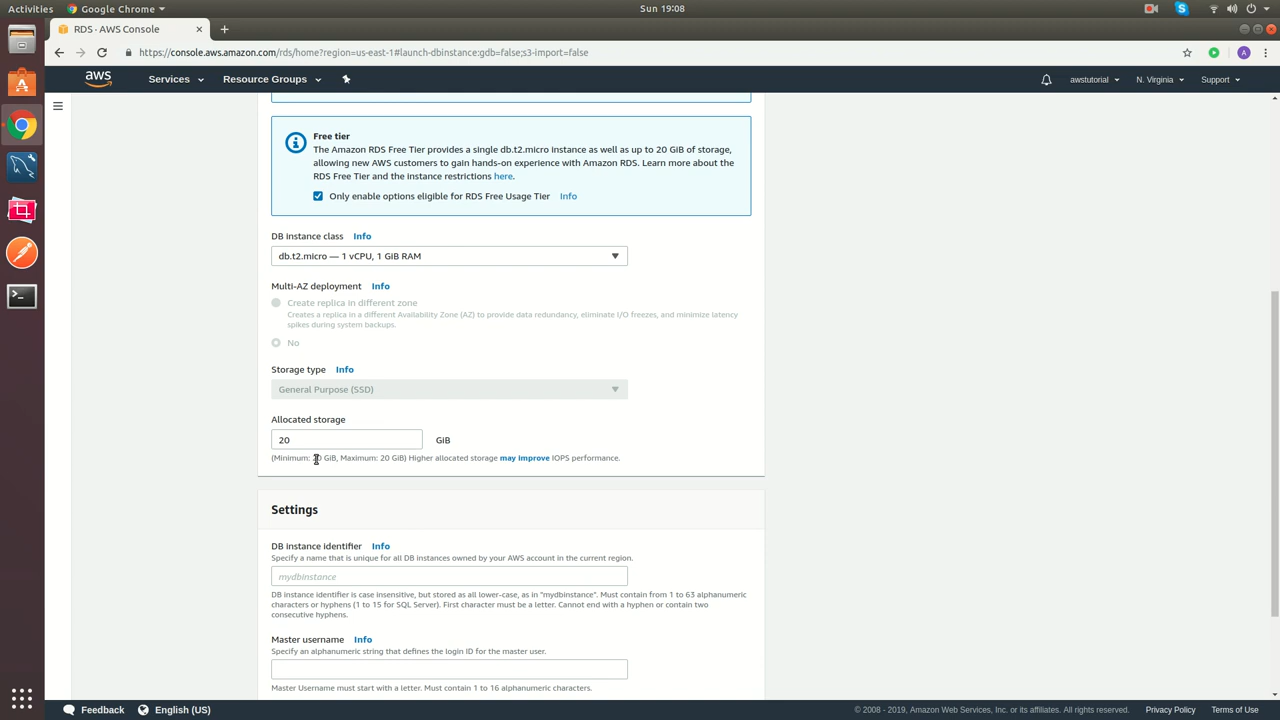 Activities Google Chrome Sun 19:08
RDS · AWS Console
https://console.aws.amazon.com/rds/home?region=us-east-1#launch-dbinstance:gdb=false;s3-import=false A
aws Services Resource Groups awstutorial N. Virginia Support
Free tier
The Amazon RDS Free Tier provides a single db.t2.micro instance as well as up to 20 GiB of storage,
allowing new AWS customers to gain hands-on experience with Amazon RDS. Learn more about the
RDS Free Tier and the instance restrictions here.
Only enable options eligible for RDS Free Usage Tier Info
DB instance class Info
db.t2.micro — 1 vCPU, 1 GiB RAM
Multi-AZ deployment Info
Create replica in different zone
Creates a replica in a different Availability Zone (AZ) to provide data redundancy, eliminate I/O freezes, and minimize latency
spikes during system backups.
No
Storage type Info
General Purpose (SSD)
Allocated storage
20 GiB
(Minimum: 20 GiB, Maximum: 20 GiB) Higher allocated storage may improve IOPS performance.
Settings
DB instance identifier Info
Specify a name that is unique for all DB instances owned by your AWS account in the current region.
mydbinstance
DB instance identifier is case insensitive, but stored as all lower-case, as in "mydbinstance". Must contain from 1 to 63 alphanumeric
characters or hyphens (1 to 15 for SQL Server). First character must be a letter. Cannot end with a hyphen or contain two
consecutive hyphens.
Master username Info
Specify an alphanumeric string that defines the login ID for the master user.
Master Username must start with a letter. Must contain 1 to 16 alphanumeric characters.
Feedback English (US) © 2008 - 2019, Amazon Web Services, Inc. or its affiliates. All rights reserved. Privacy Policy Terms of Use